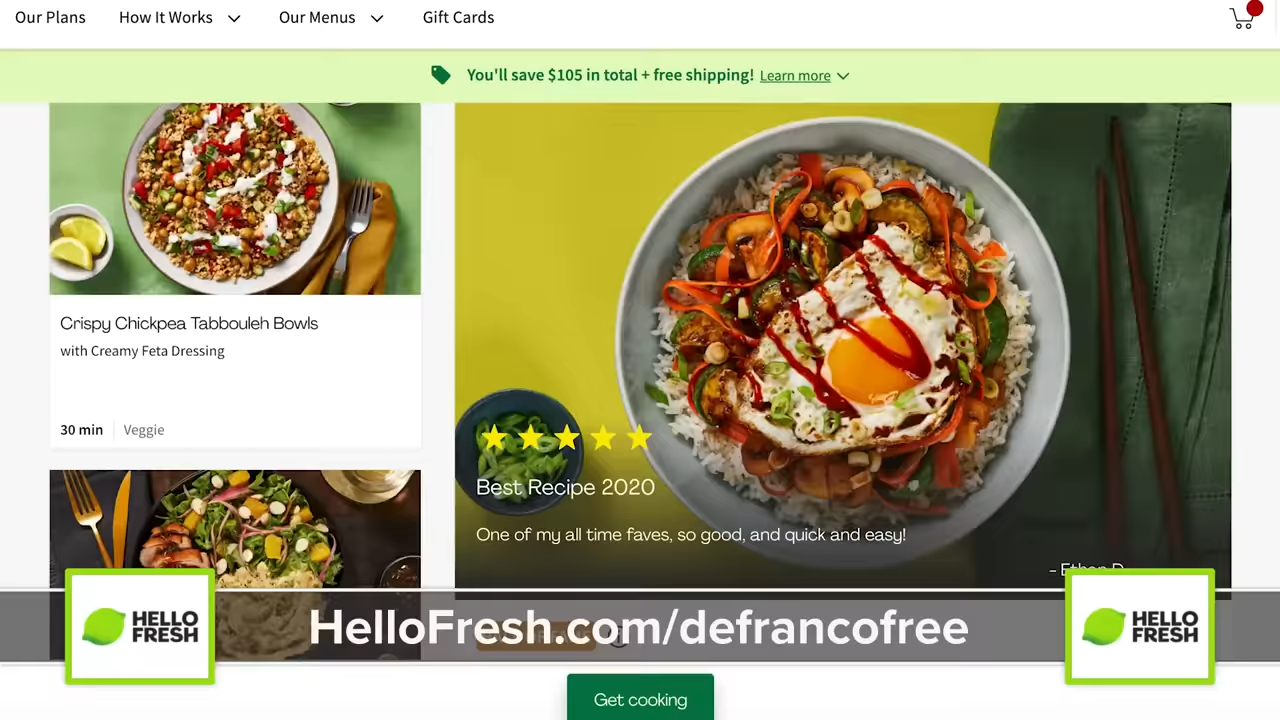 Our Plans
How It Works
Our Menus
Gift Cards
You'll save $105 in total + free shipping! Learn more
Crispy Chickpea Tabbouleh Bowls
with Creamy Feta Dressing
30 min
Veggie
Best Recipe 2020
One of my all time faves, so good, and quick and easy!
- Ethan D.
HELLO
FRESH
HelloFresh.com/defrancofree
HELLO
FRESH
Get cooking